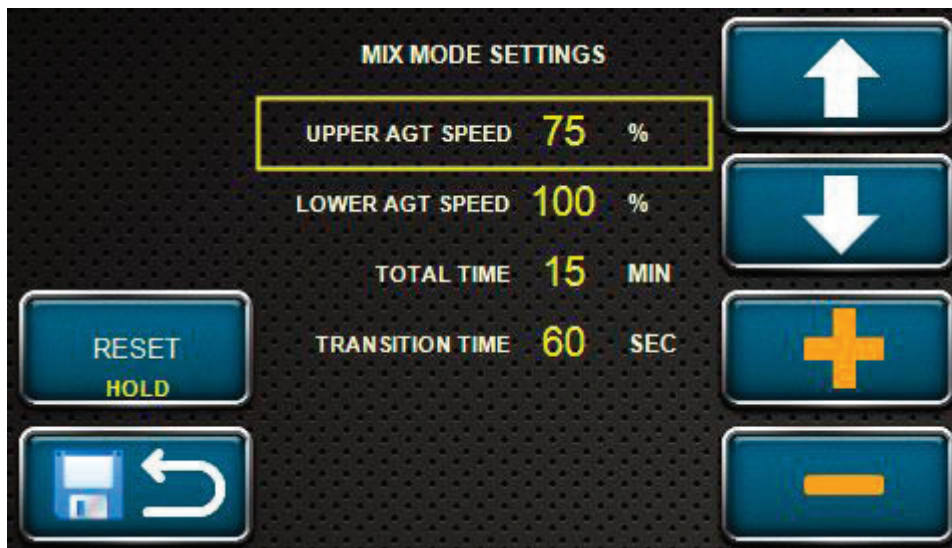 MIX MODE SETTINGS
UPPER AGT SPEED 75 %
LOWER AGT SPEED 100 %
TOTAL TIME 15 MIN
TRANSITION TIME 60 SEC
RESET
HOLD